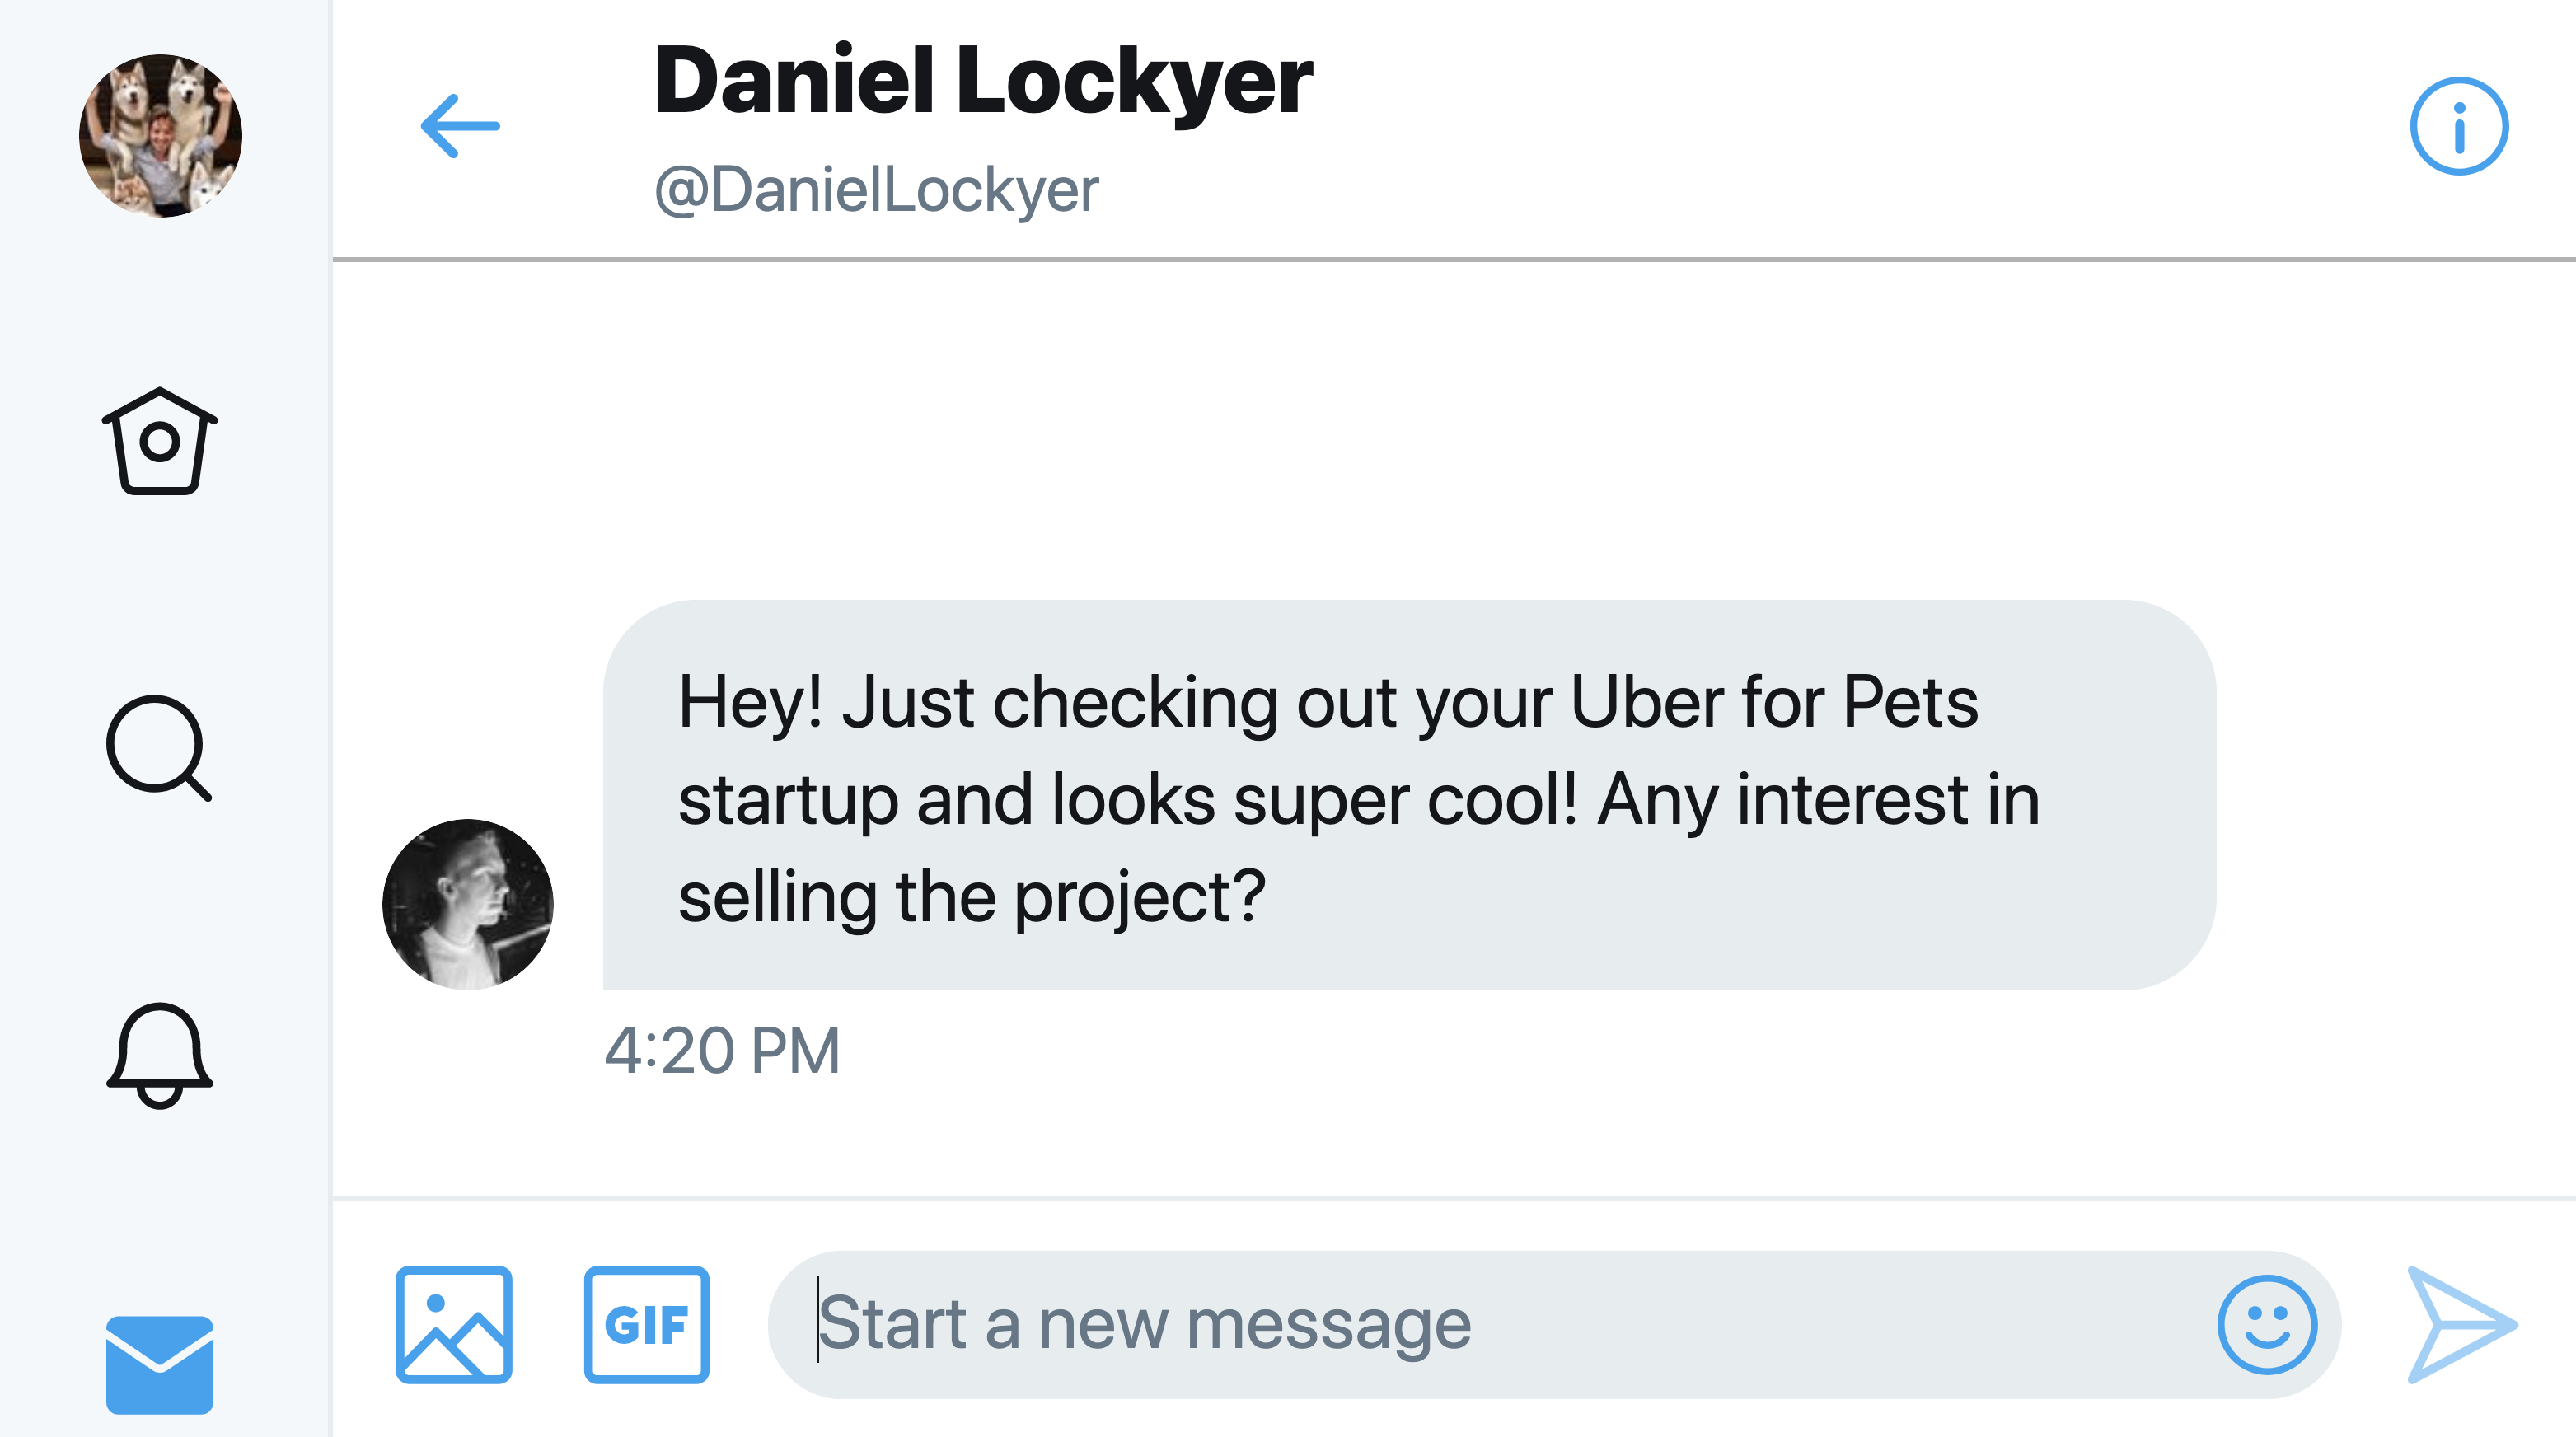 Daniel Lockyer
@DanielLockyer
Hey! Just checking out your Uber for Pets
startup and looks super cool! Any interest in
selling the project?
4:20 PM
GIF
Start a new message